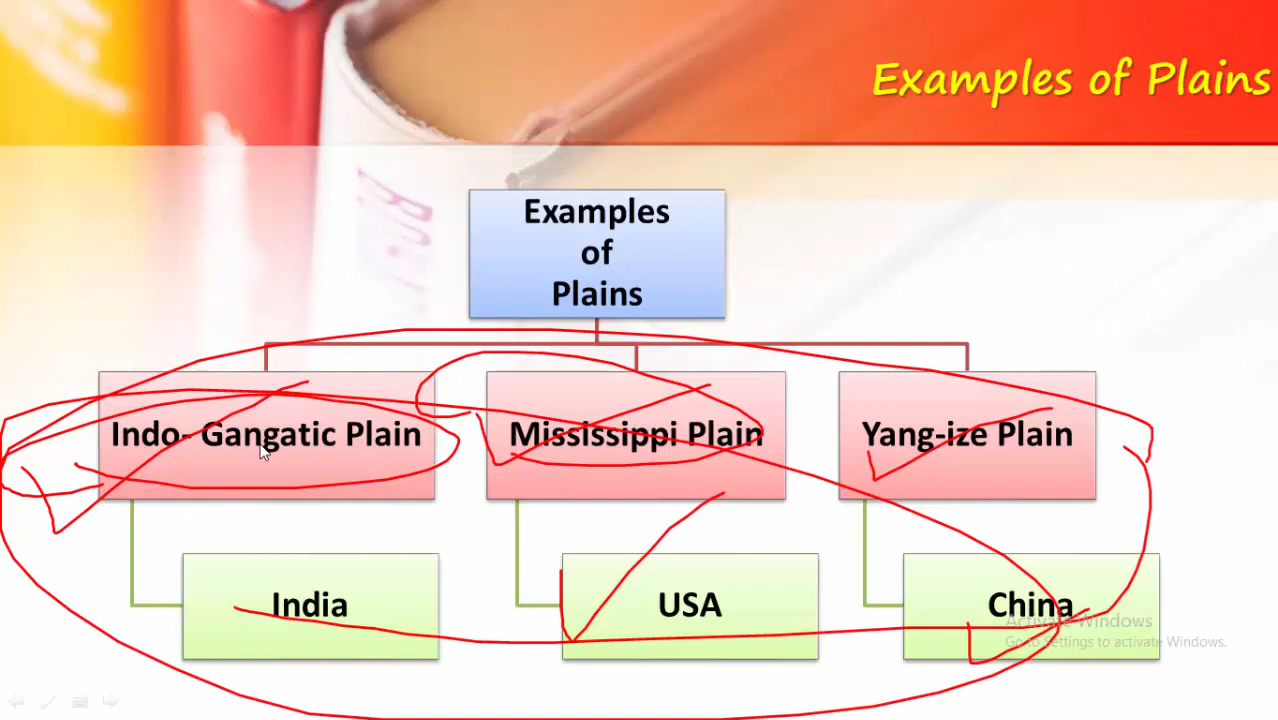 Examples of Plains
Examples
of
Plains
Indo- Gangatic Plain
Mississippi Plain
Yang-ize Plain
India
USA
China
Activate Windows
Go to Settings to activate Windows.